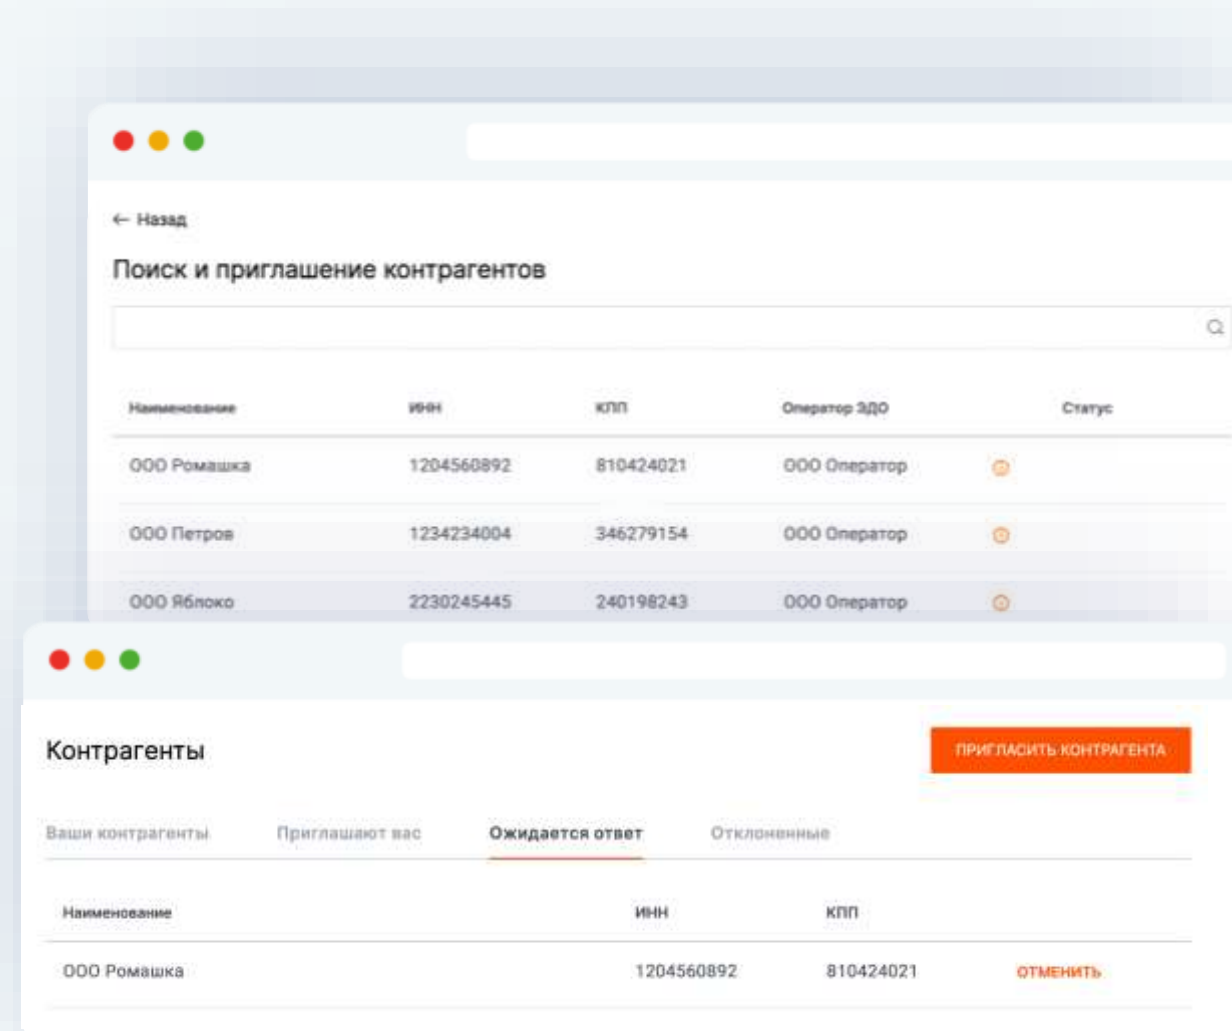 ← Назад
Поиск и приглашение контрагентов
Наименование ИНН КПП Оператор ЭДО Статус
ООО Ромашка 1204560892 810424021 ООО Оператор
ООО Петров 1234234004 346279154 ООО Оператор
ООО Яблоко 2230245445 240198243 ООО Оператор
Контрагенты ПРИГЛАСИТЬ КОНТРАГЕНТА
Ваши контрагенты Приглашают вас Ожидается ответ Отклоненные
Наименование ИНН КПП
ООО Ромашка 1204560892 810424021 ОТМЕНИТЬ